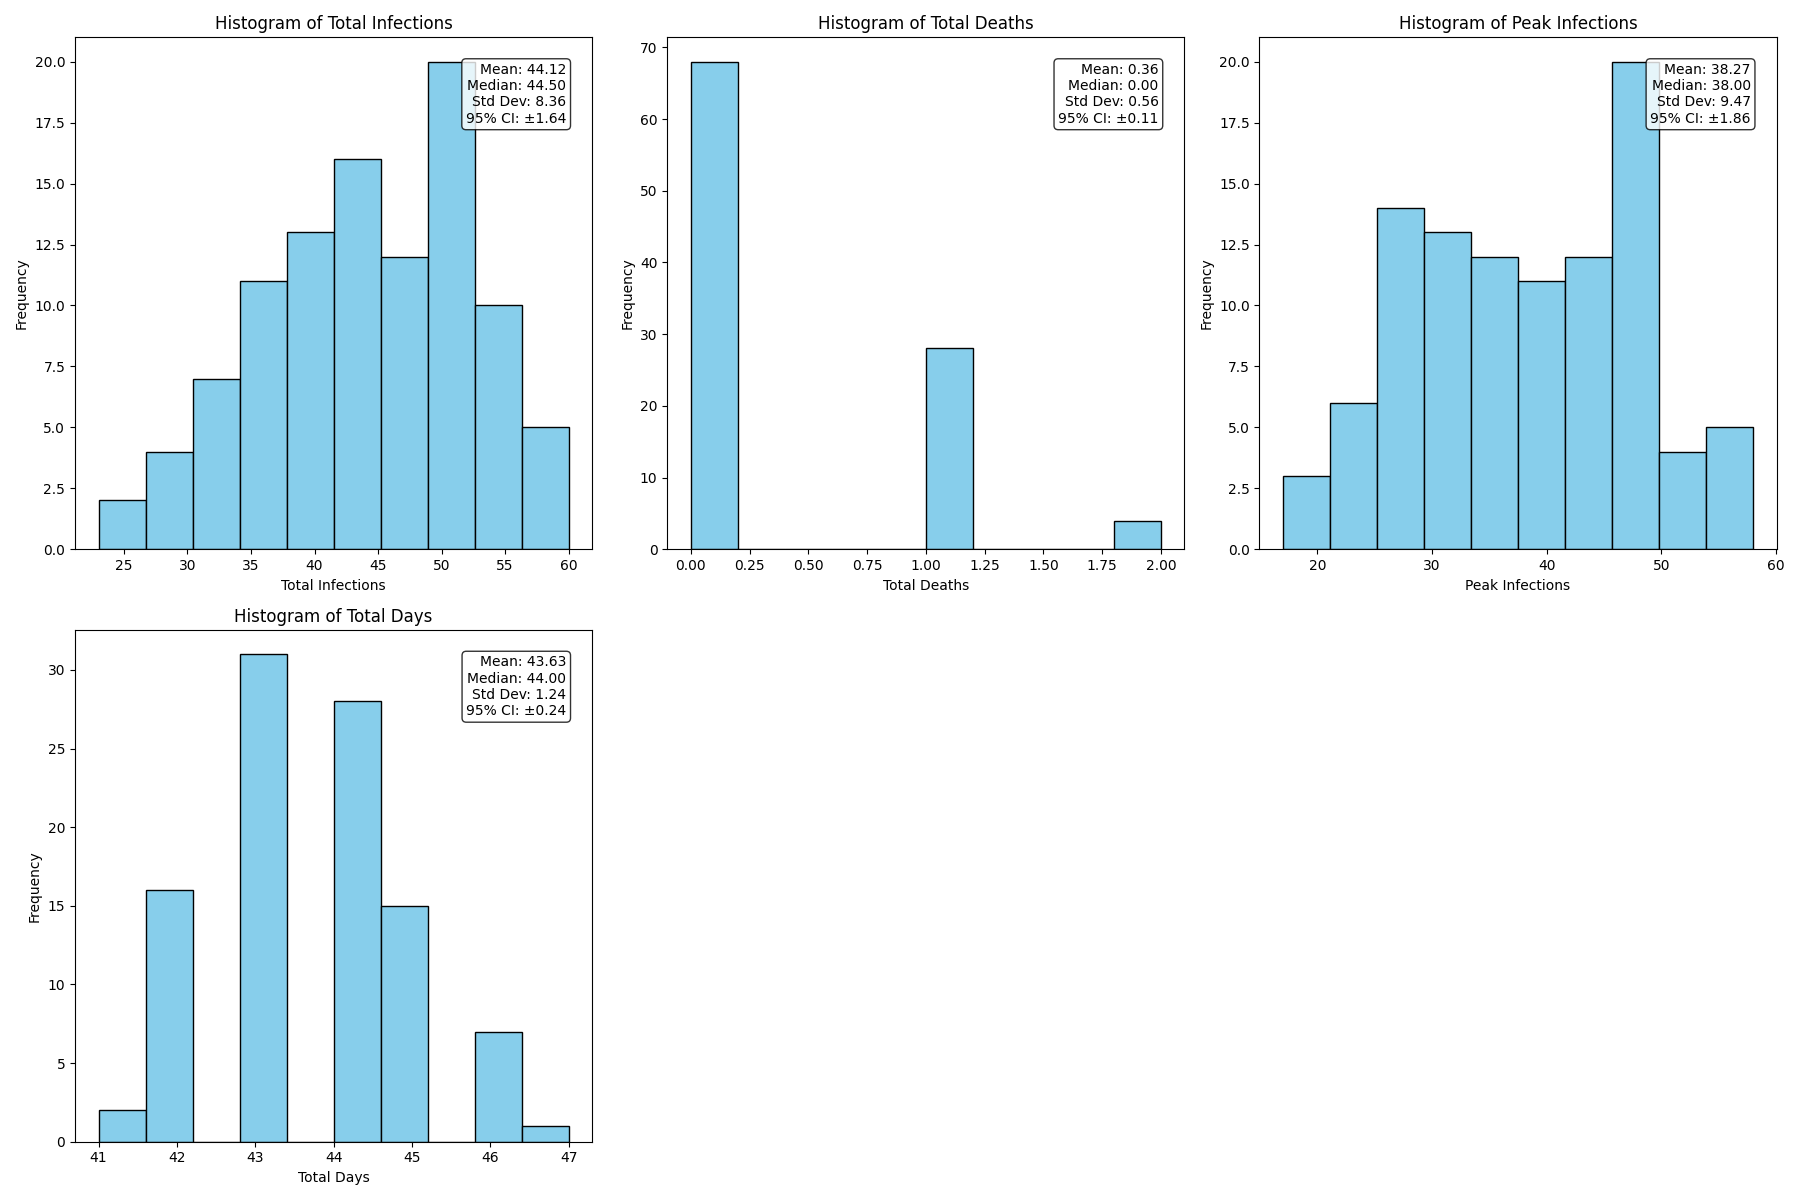 Histogram of Total Infections
20.0
17.5
15.0
12.5
10.0
7.5
5.0
2.5
0.0
Frequency
Mean: 44.12
Median: 44.50
Std Dev: 8.36
95% CI: ±1.64
25 30 35 40 45 50 55 60
Total Infections
Histogram of Total Deaths
70
60
50
40
30
20
10
0
Frequency
Mean: 0.36
Median: 0.00
Std Dev: 0.56
95% CI: ±0.11
0.00 0.25 0.50 0.75 1.00 1.25 1.50 1.75 2.00
Total Deaths
Histogram of Peak Infections
20.0
17.5
15.0
12.5
10.0
7.5
5.0
2.5
0.0
Frequency
Mean: 38.27
Median: 38.00
Std Dev: 9.47
95% CI: ±1.86
20 30 40 50 60
Peak Infections
Histogram of Total Days
30
25
20
15
10
5
0
Frequency
Mean: 43.63
Median: 44.00
Std Dev: 1.24
95% CI: ±0.24
41 42 43 44 45 46 47
Total Days